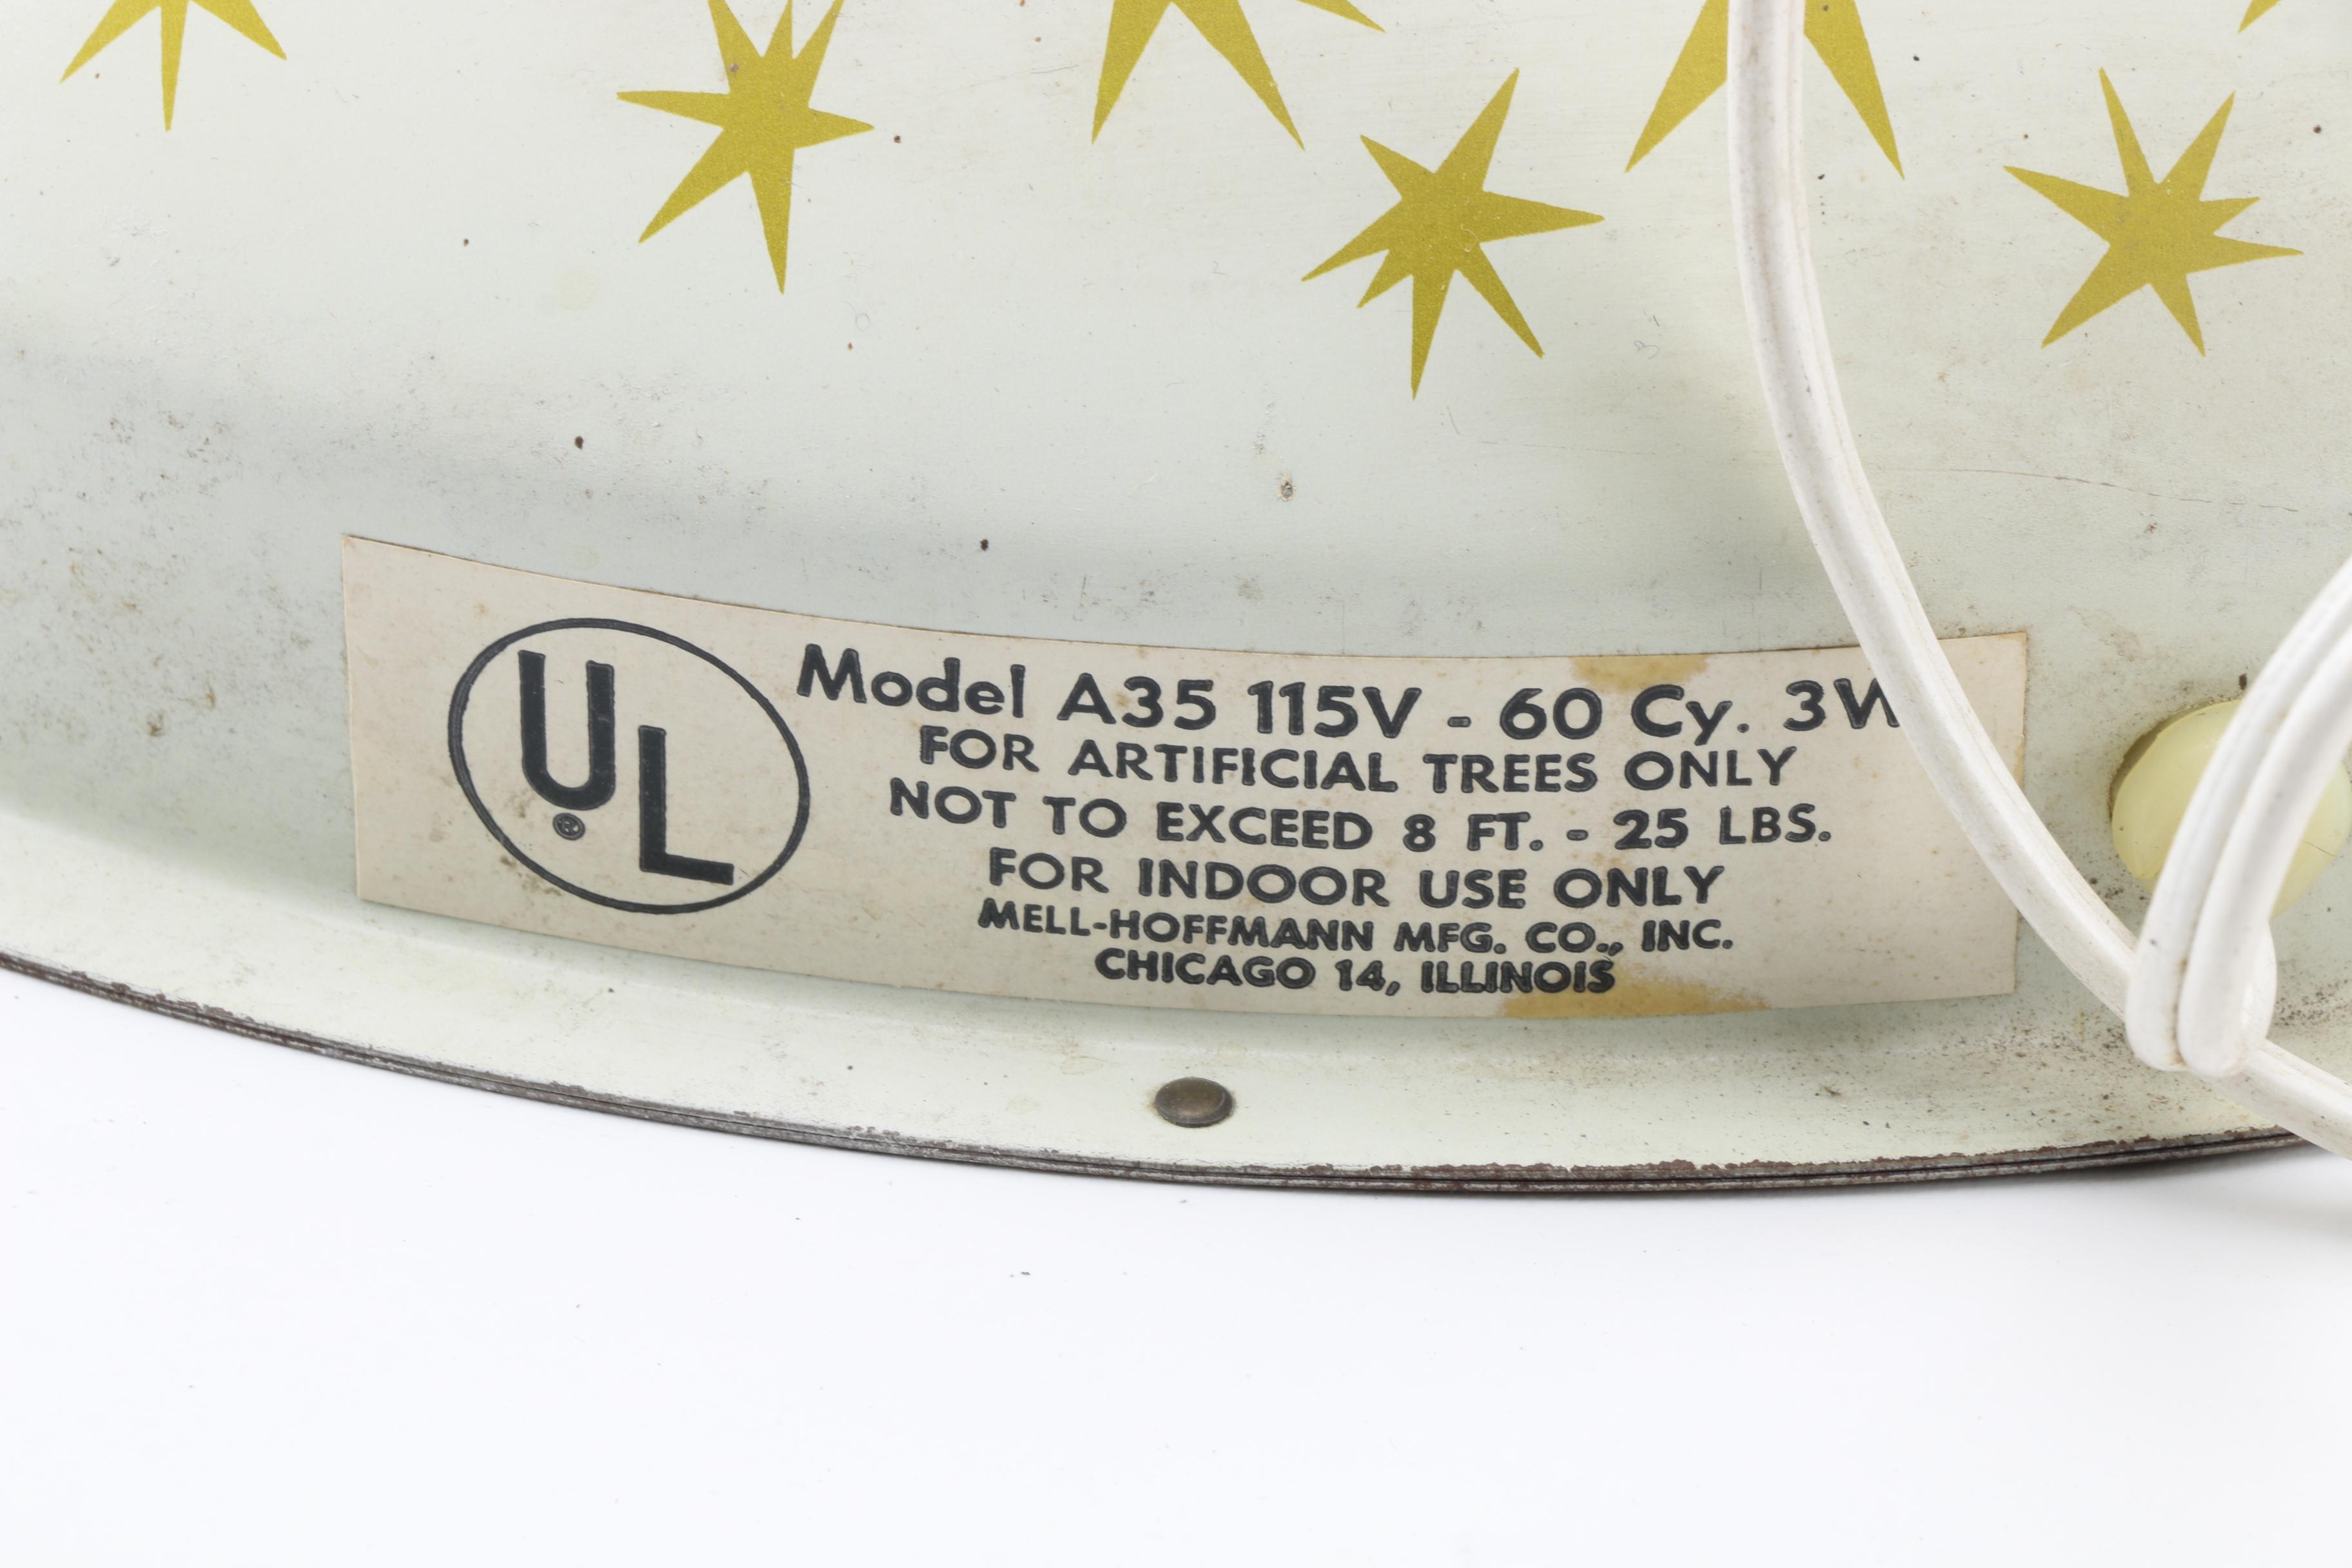 UL®
Model A35 115V - 60 Cy. 3W
FOR ARTIFICIAL TREES ONLY
NOT TO EXCEED 8 FT. - 25 LBS.
FOR INDOOR USE ONLY
MELL-HOFFMANN MFG. CO., INC.
CHICAGO 14, ILLINOIS